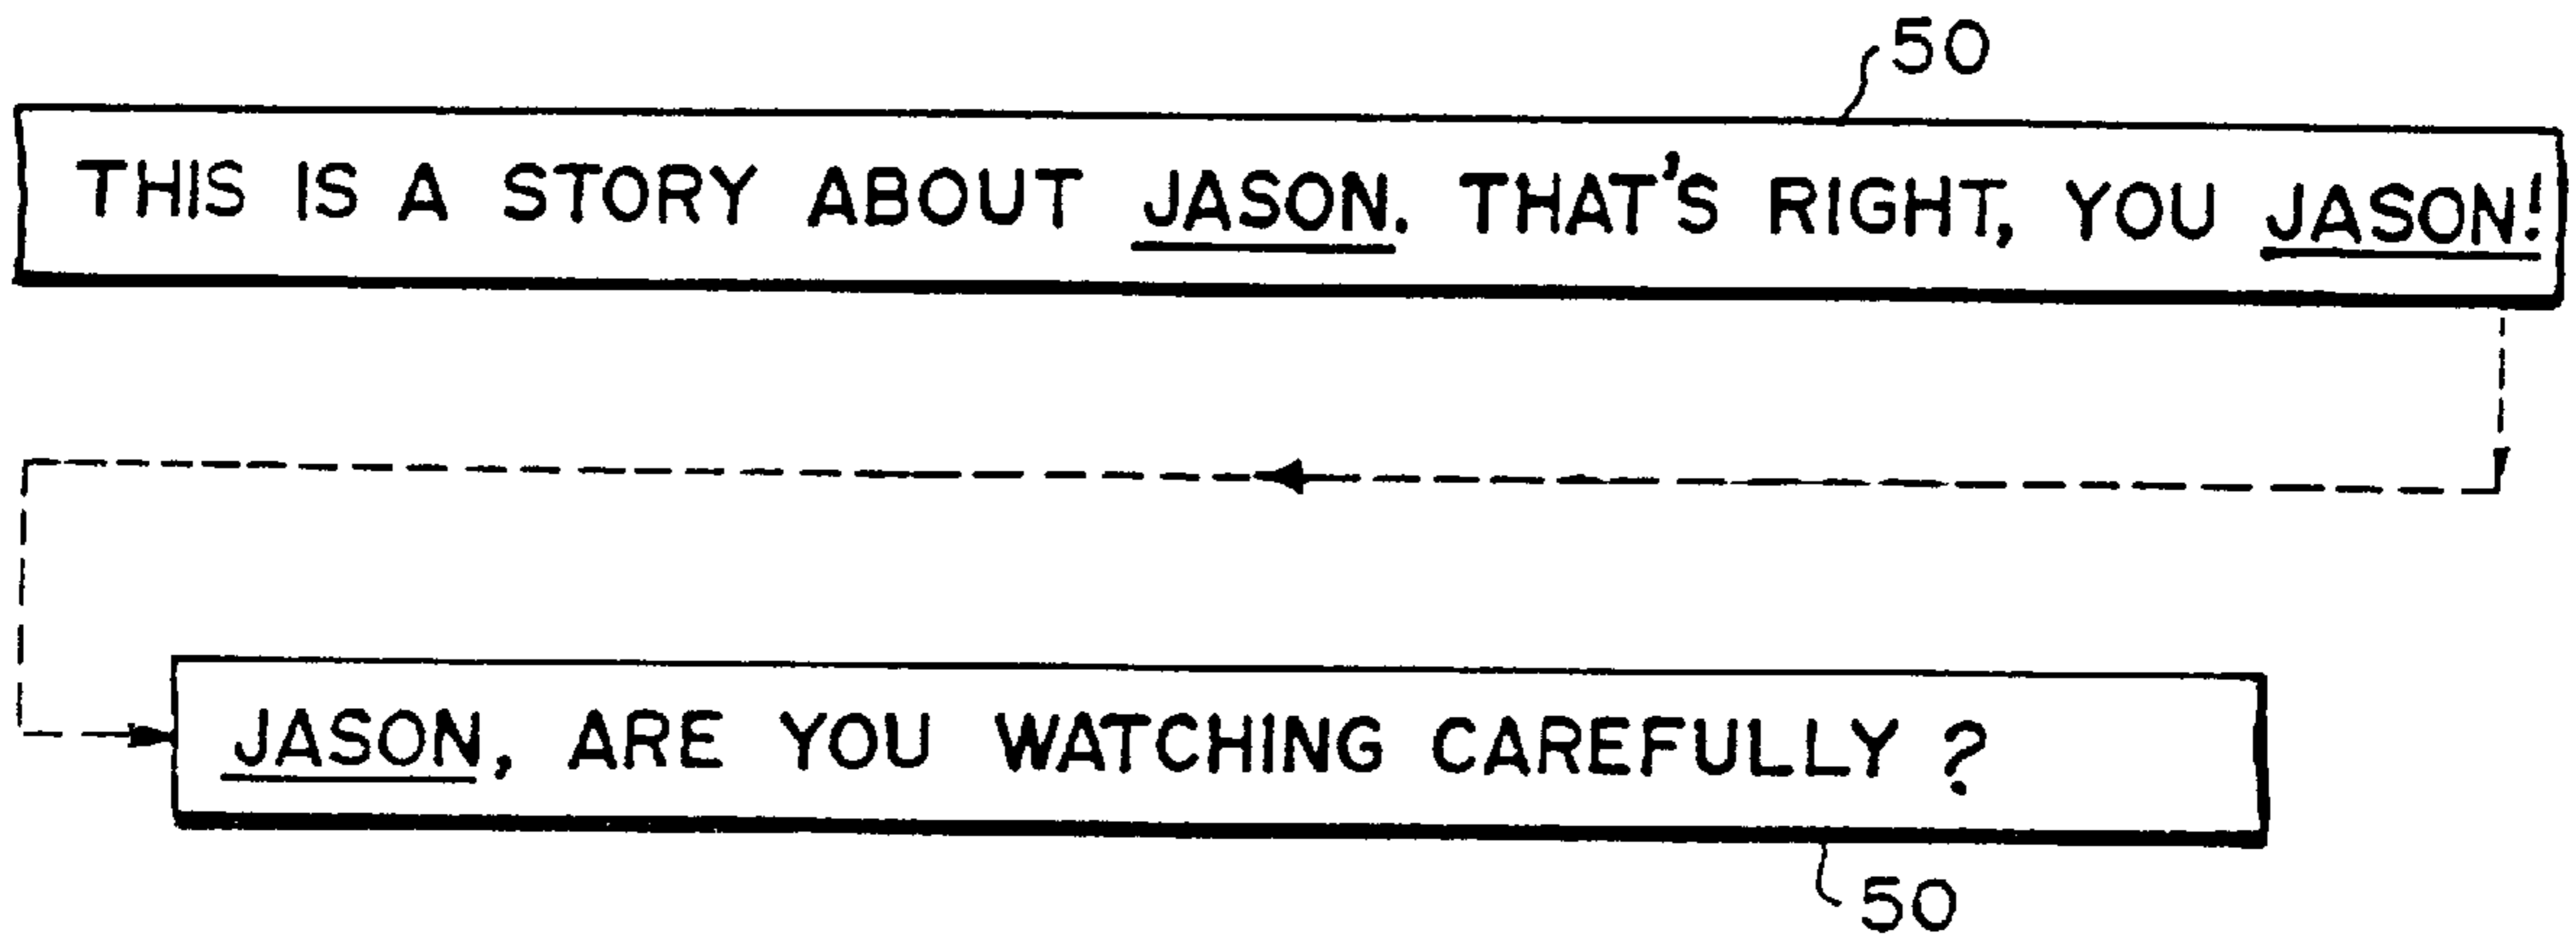 50
THIS IS A STORY ABOUT JASON. THAT'S RIGHT, YOU JASON!
JASON, ARE YOU WATCHING CAREFULLY?
50